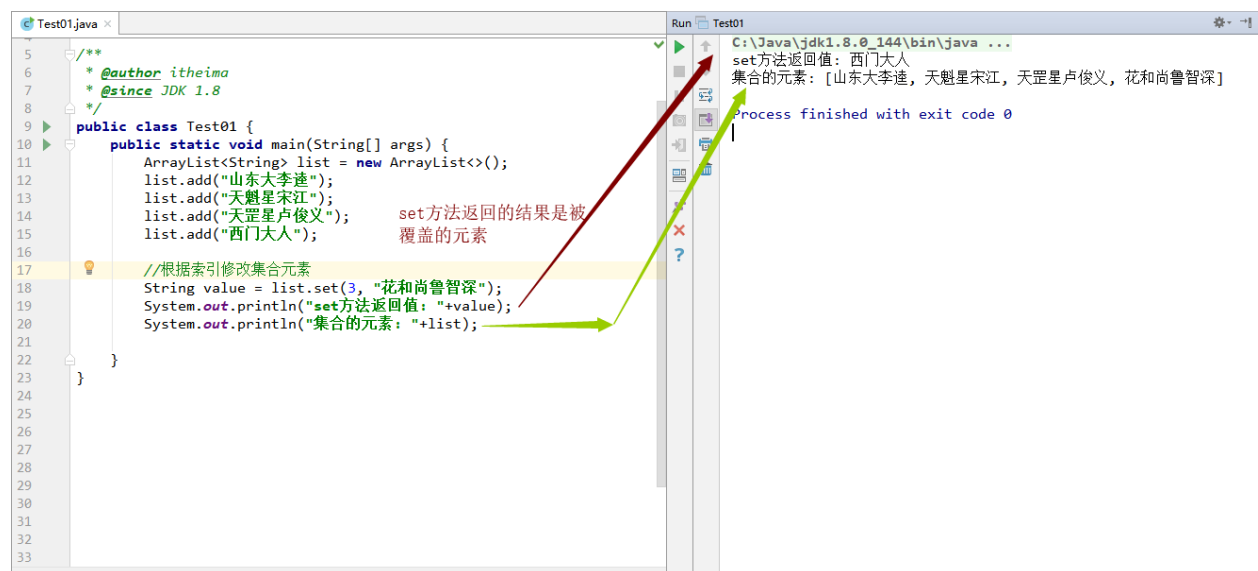 Test01.java
Run Test01
5 /**
6 * @author itheima
7 * @since JDK 1.8
8 */
9 public class Test01 {
10 public static void main(String[] args) {
11 ArrayList<String> list = new ArrayList<>();
12 list.add("山东大李逵");
13 list.add("天魁星宋江");
14 list.add("天罡星卢俊义");
15 list.add("西门大人");
16
17 //根据索引修改集合元素
18 String value = list.set(3, "花和尚鲁智深");
19 System.out.println("set方法返回值："+value);
20 System.out.println("集合的元素："+list);
21
22 }
23 }
24
25
26
27
28
29
30
31
32
33
set方法返回的结果是被
覆盖的元素
C:\Java\jdk1.8.0_144\bin\java ...
set方法返回值：西门大人
集合的元素：[山东大李逵, 天魁星宋江, 天罡星卢俊义, 花和尚鲁智深]
Process finished with exit code 0